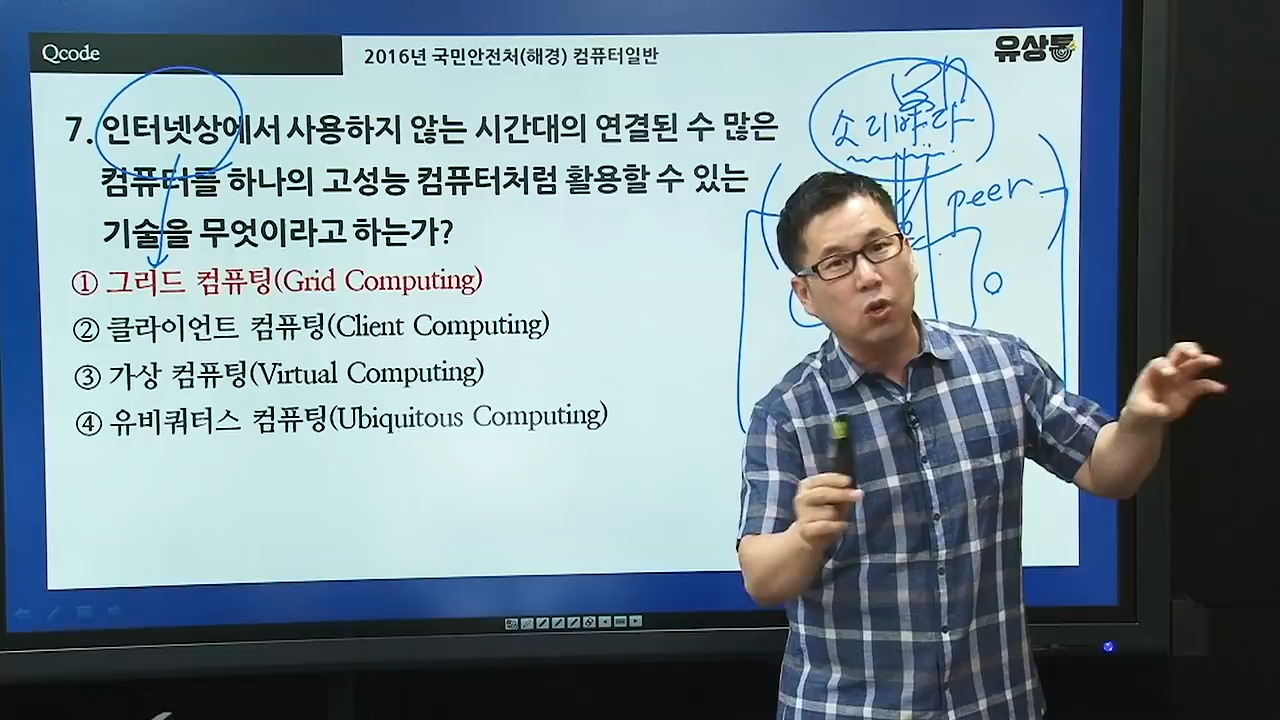 Qcode
2016년 국민안전처(해경) 컴퓨터일반
유상통
7. 인터넷상에서 사용하지 않는 시간대의 연결된 수 많은
컴퓨터를 하나의 고성능 컴퓨터처럼 활용할 수 있는
기술을 무엇이라고 하는가?
① 그리드 컴퓨팅(Grid Computing)
② 클라이언트 컴퓨팅(Client Computing)
③ 가상 컴퓨팅(Virtual Computing)
④ 유비쿼터스 컴퓨팅(Ubiquitous Computing)
소리바다
peer